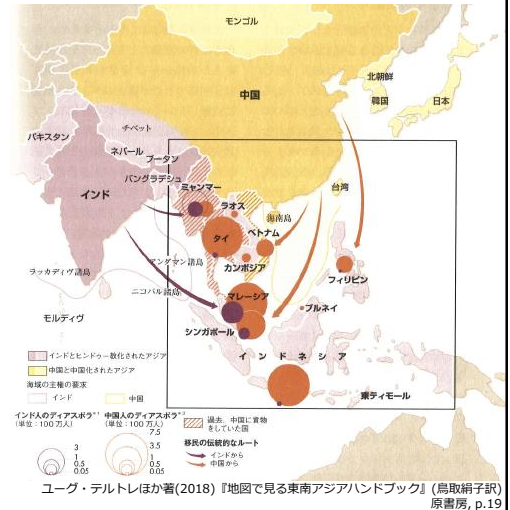 モンゴル
中国
北朝鮮
韓国
日本
チベット
パキスタン
ネパール
ブータン
バングラデシュ
インド
ミャンマー
ラオス
台湾
海南島
タイ
ベトナム
アンダマン諸島
カンボジア
フィリピン
ラッカディヴ諸島
ニコバル諸島
マレーシア
ブルネイ
モルディヴ
シンガポール
インドネシア
東ティモール
インドとヒンドゥー教化されたアジア
中国と中国化されたアジア
海域の主権の要求
インド
中国
インド人のディアスポラ*¹
(単位:100万人)
3
1
0.5
0.05
中国人のディアスポラ*²
(単位:100万人)
7.5
3.5
1
0.5
0.05
過去、中国に貢物
をしていた国
移民の伝統的なルート
インドから
中国から
ユーグ・テルトレほか著(2018)『地図で見る東南アジアハンドブック』(鳥取絹子訳)
原書房, p.19